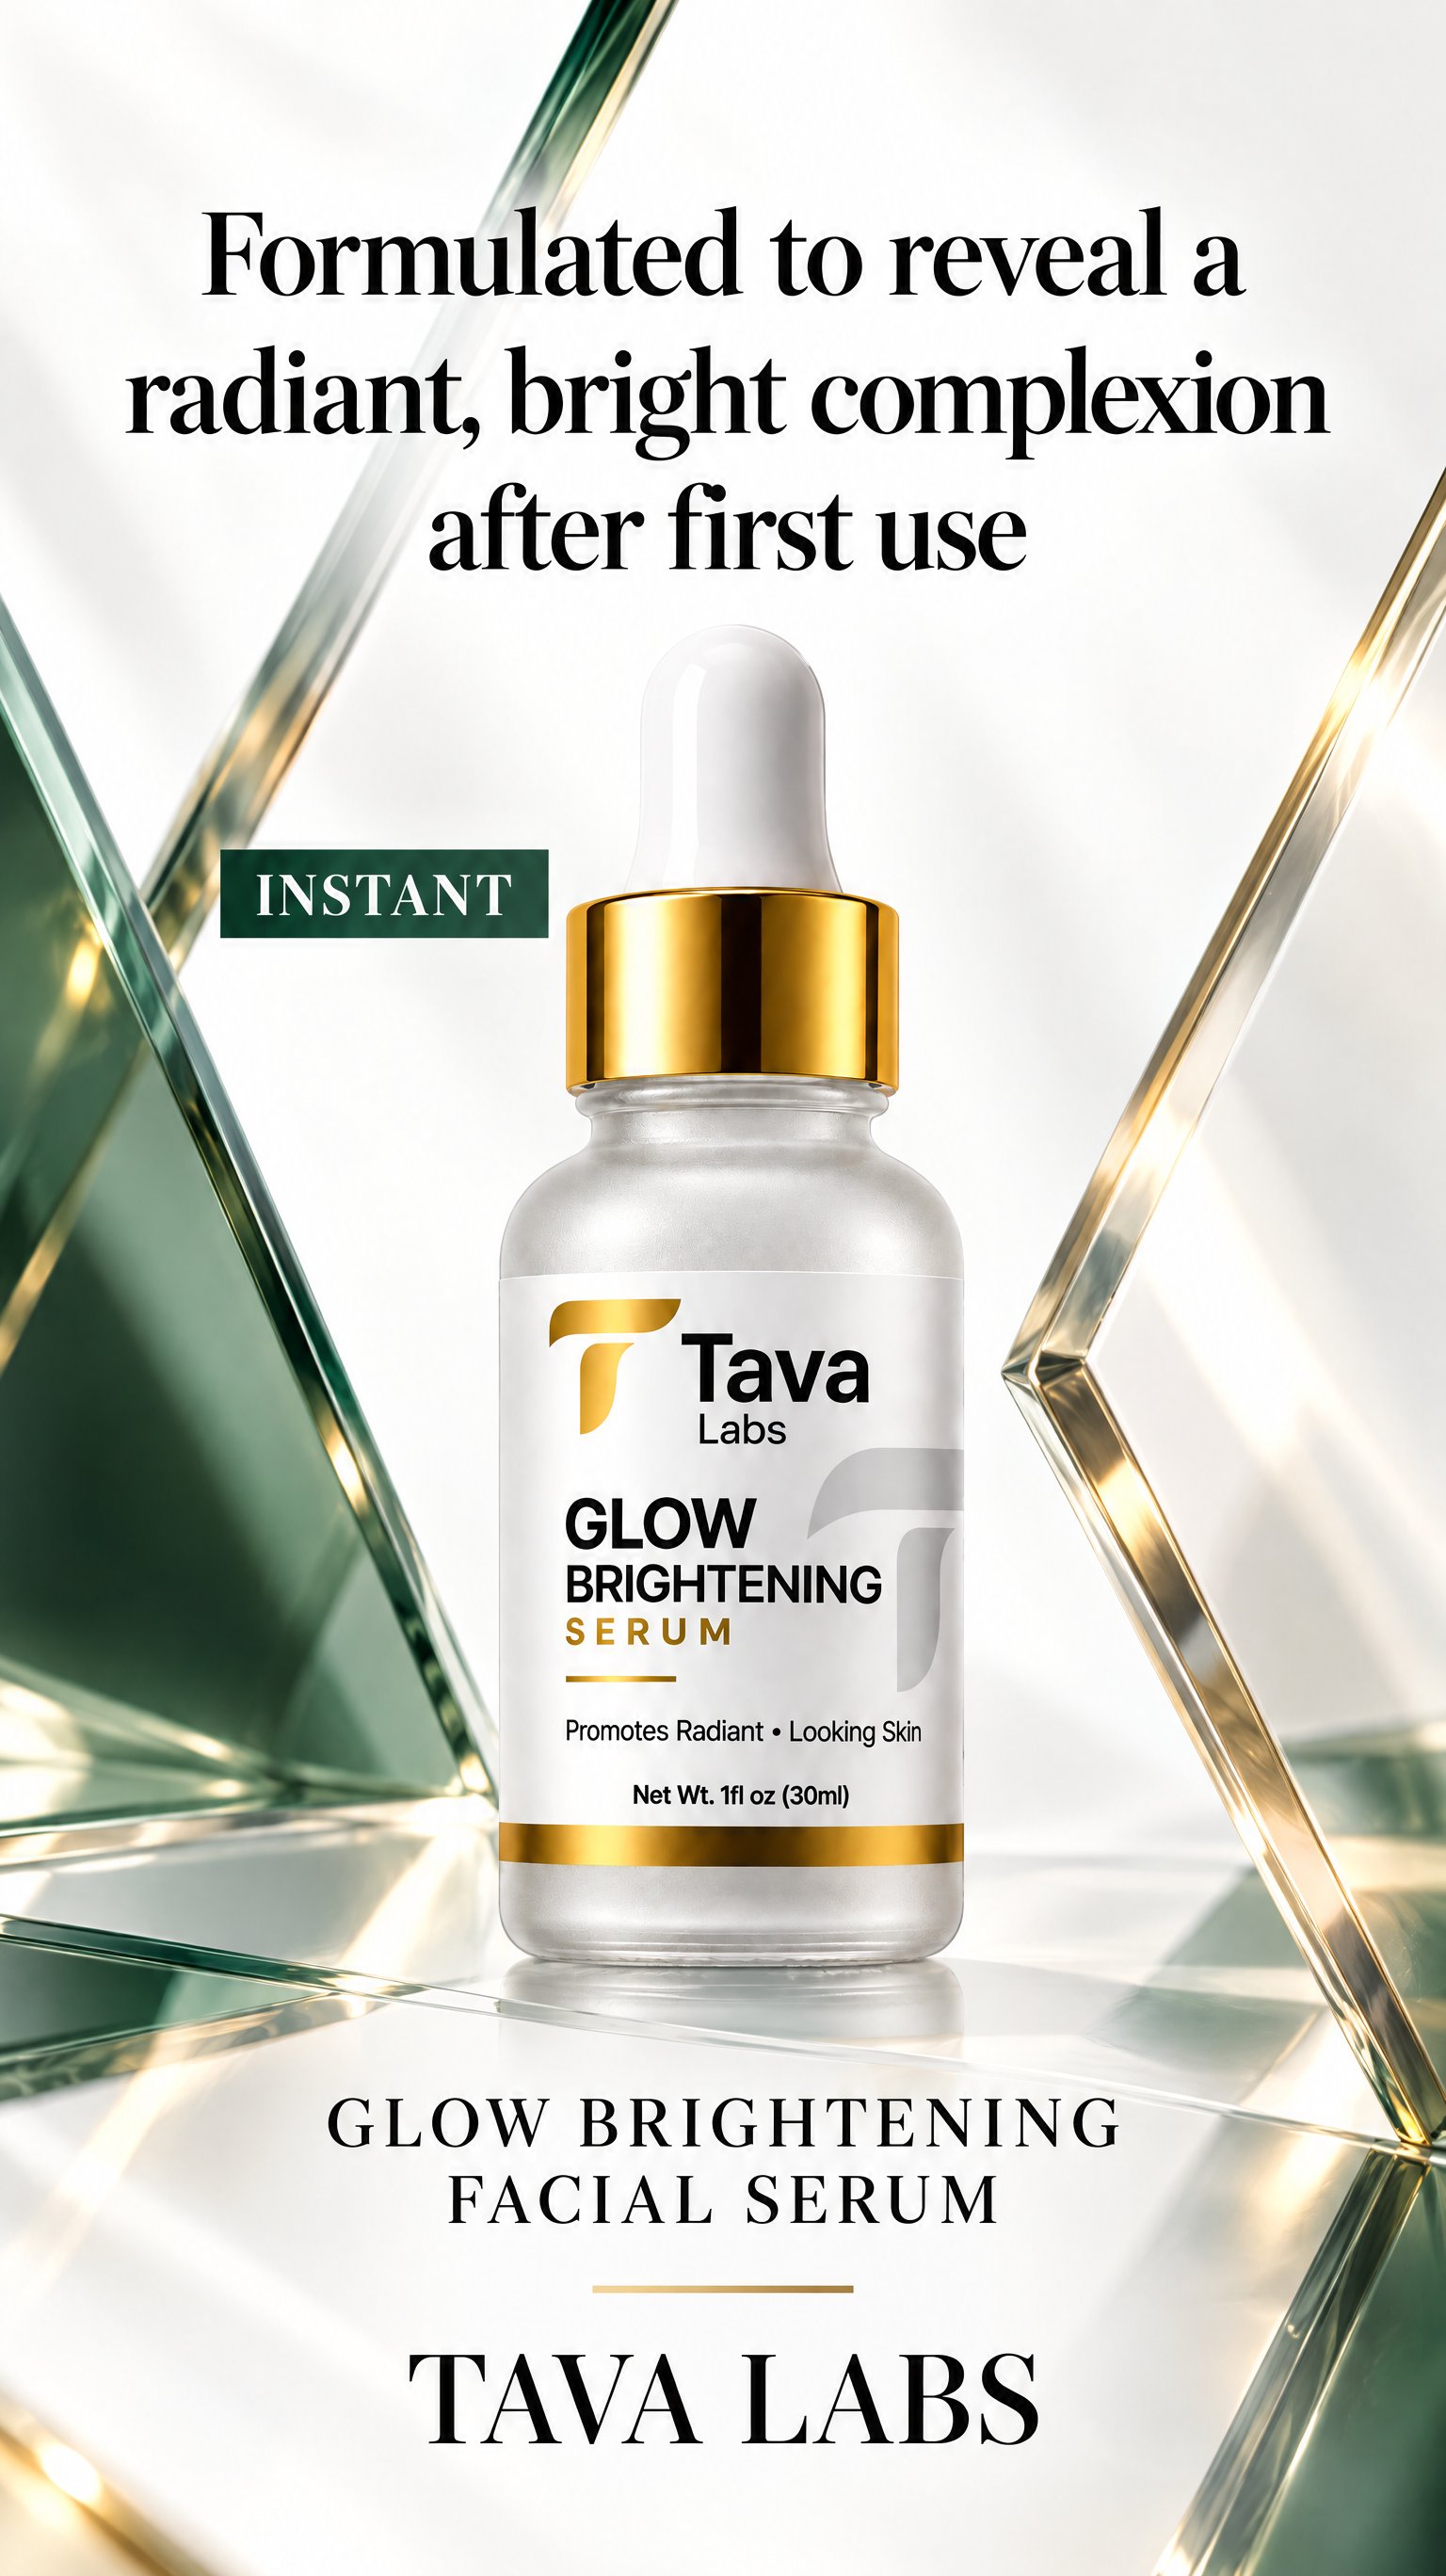 Formulated to reveal a
radiant, bright complexion
after first use
INSTANT
Tava
Labs
GLOW
BRIGHTENING
SERUM
Promotes Radiant • Looking Skin
Net Wt. 1fl oz (30ml)
GLOW BRIGHTENING
FACIAL SERUM
TAVA LABS